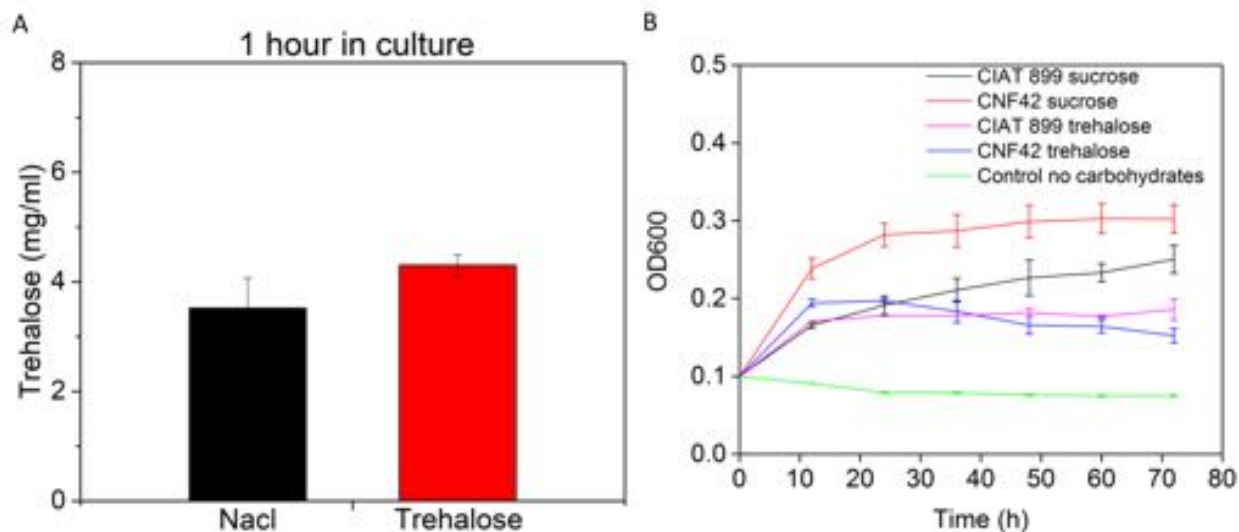 A
1 hour in culture
8
6
4
2
0
Trehalose (mg/ml)
Nacl
Trehalose
B
0.5
0.4
0.3
0.2
0.1
0.0
OD600
CIAT 899 sucrose
CNF42 sucrose
CIAT 899 trehalose
CNF42 trehalose
Control no carbohydrates
0 10 20 30 40 50 60 70 80
Time (h)